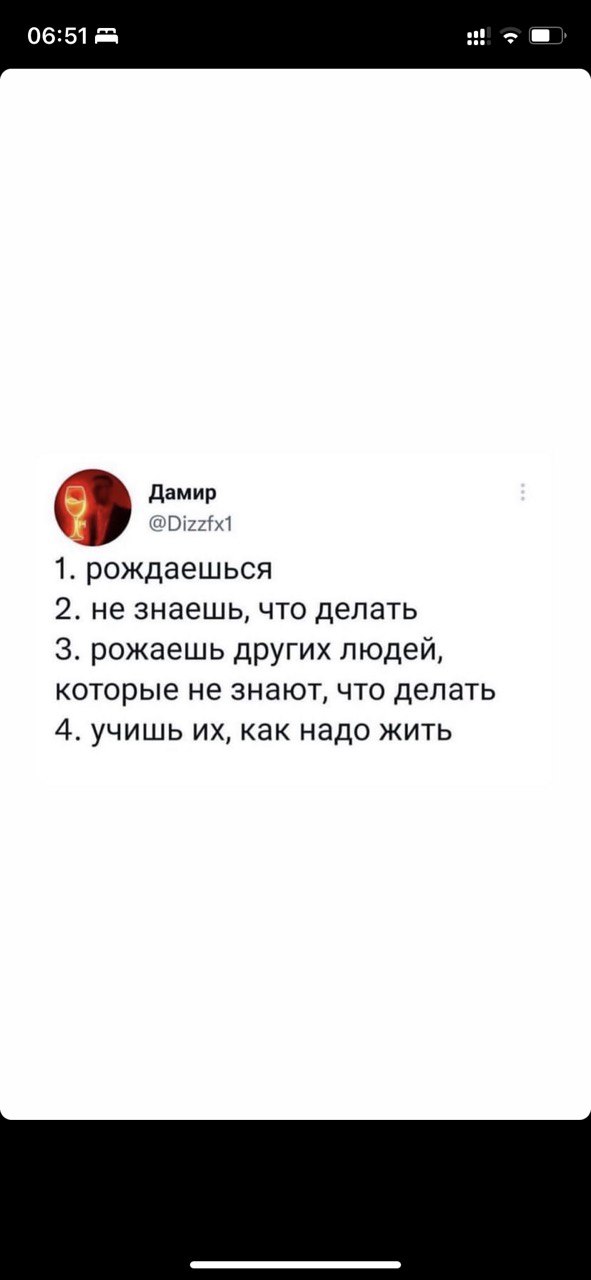 06:51
Дамир
@Dizzfx1
1. рождаешься
2. не знаешь, что делать
3. рожаешь других людей,
которые не знают, что делать
4. учишь их, как надо жить